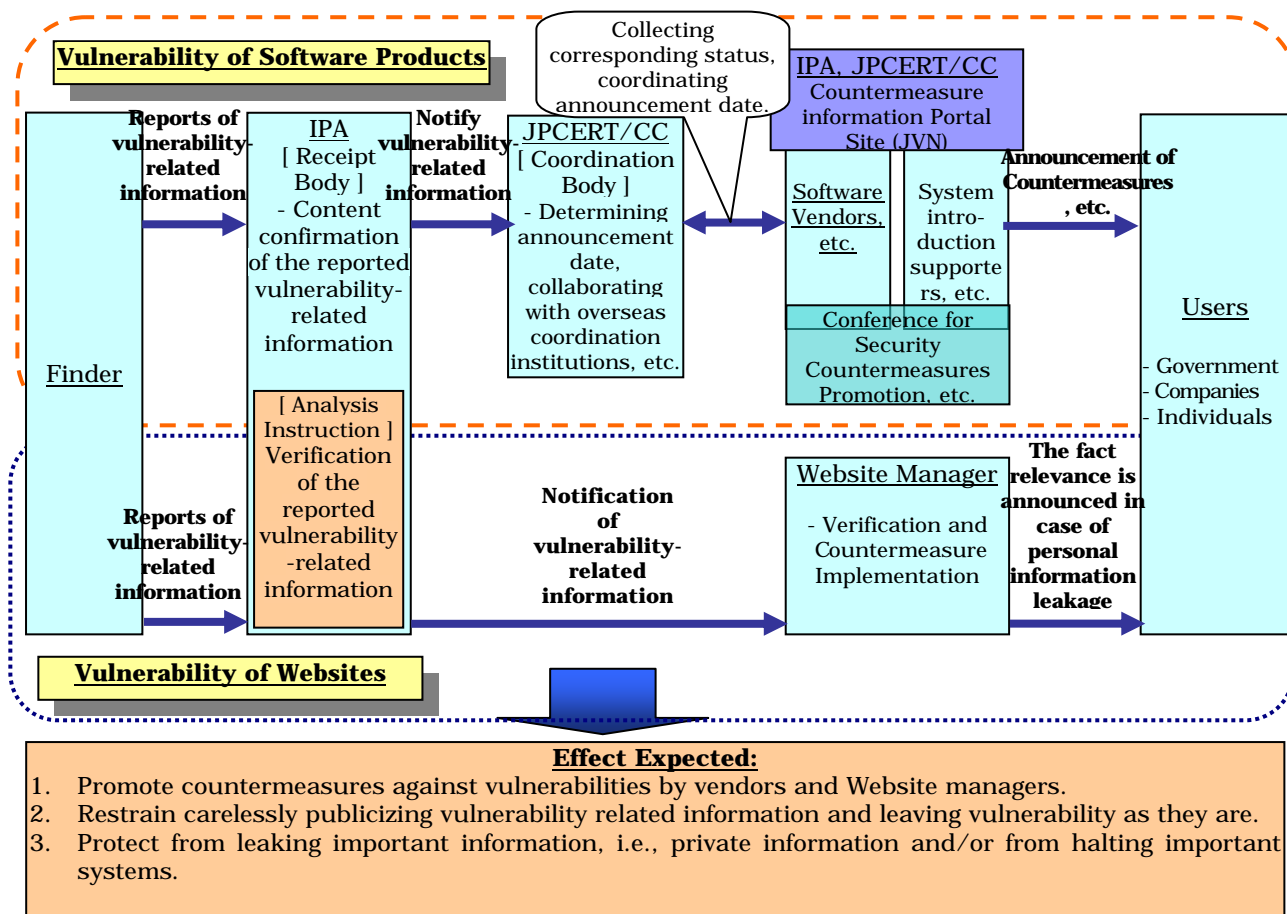 Vulnerability of Software Products
Collecting
corresponding status,
coordinating
announcement date.
IPA, JPCERT/CC
Countermeasure
information Portal
Site (JVN)
Finder
Reports of
vulnerability-
related
information
IPA
[ Receipt
Body ]
- Content
confirmation
of the reported
vulnerability-
related
information
Notify
vulnerability-
related
information
JPCERT/CC
[ Coordination
Body ]
- Determining
announcement
date,
collaborating
with overseas
coordination
institutions, etc.
Software
Vendors,
etc.
System
intro-
duction
supporte
rs, etc.
Conference for
Security
Countermeasures
Promotion, etc.
Announcement of
Countermeasures
, etc.
Users
- Government
- Companies
- Individuals
[ Analysis
Instruction ]
Verification
of the
reported
vulnerability
-related
information
Reports of
vulnerability-
related
information
Notification
of
vulnerability-
related
information
Website Manager
- Verification and
Countermeasure
Implementation
The fact
relevance is
announced in
case of
personal
information
leakage
Vulnerability of Websites
Effect Expected:
1. Promote countermeasures against vulnerabilities by vendors and Website managers.
2. Restrain carelessly publicizing vulnerability related information and leaving vulnerability as they are.
3. Protect from leaking important information, i.e., private information and/or from halting important
systems.